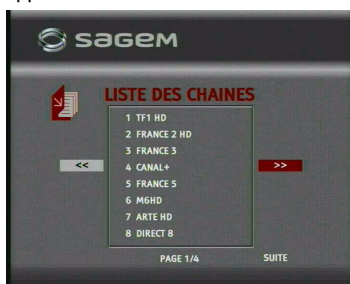 SAGEM
LISTE DES CHAINES
1 TF1 HD
2 FRANCE 2 HD
3 FRANCE 3
<< 4 CANAL+ >>
5 FRANCE 5
6 M6HD
7 ARTE HD
8 DIRECT 8
PAGE 1/4 SUITE